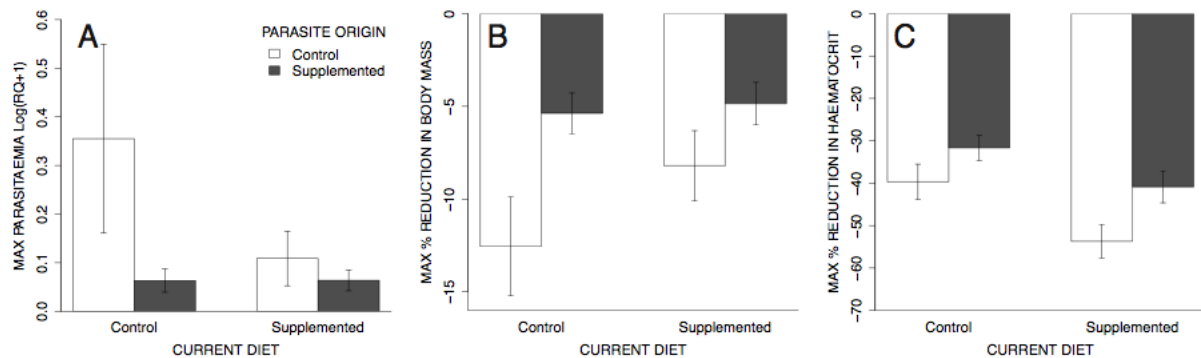 A
MAX PARASITAEMIA Log(RQ+1)
0.6
0.5
0.4
0.3
0.2
0.1
0.0
PARASITE ORIGIN
Control
Supplemented
Control
Supplemented
CURRENT DIET
B
MAX % REDUCTION IN BODY MASS
0
-5
-10
-15
Control
Supplemented
CURRENT DIET
C
MAX % REDUCTION IN HAEMATOCRIT
-0
-10
-20
-30
-40
-50
-60
-70
Control
Supplemented
CURRENT DIET